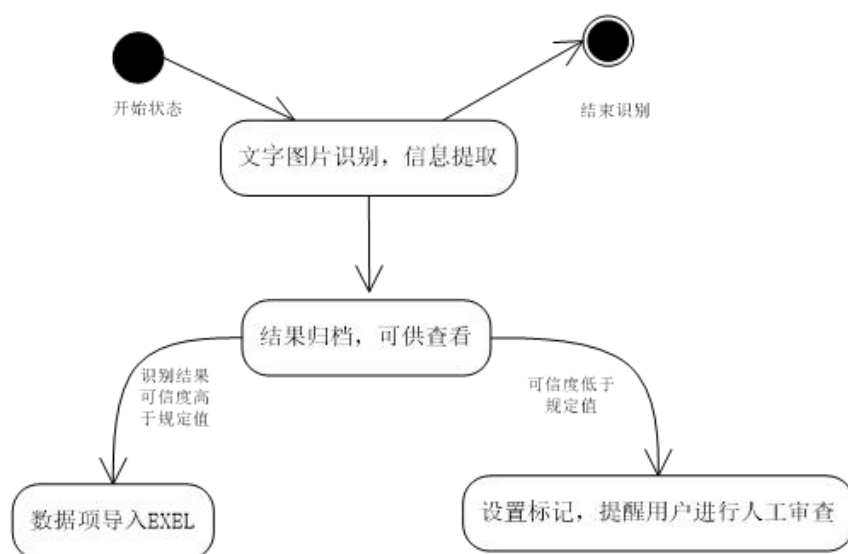 开始状态
结束识别
文字图片识别，信息提取
结果归档，可供查看
识别结果
可信度高
于规定值
可信度低于
规定值
数据项导入EXEL
设置标记，提醒用户进行人工审查